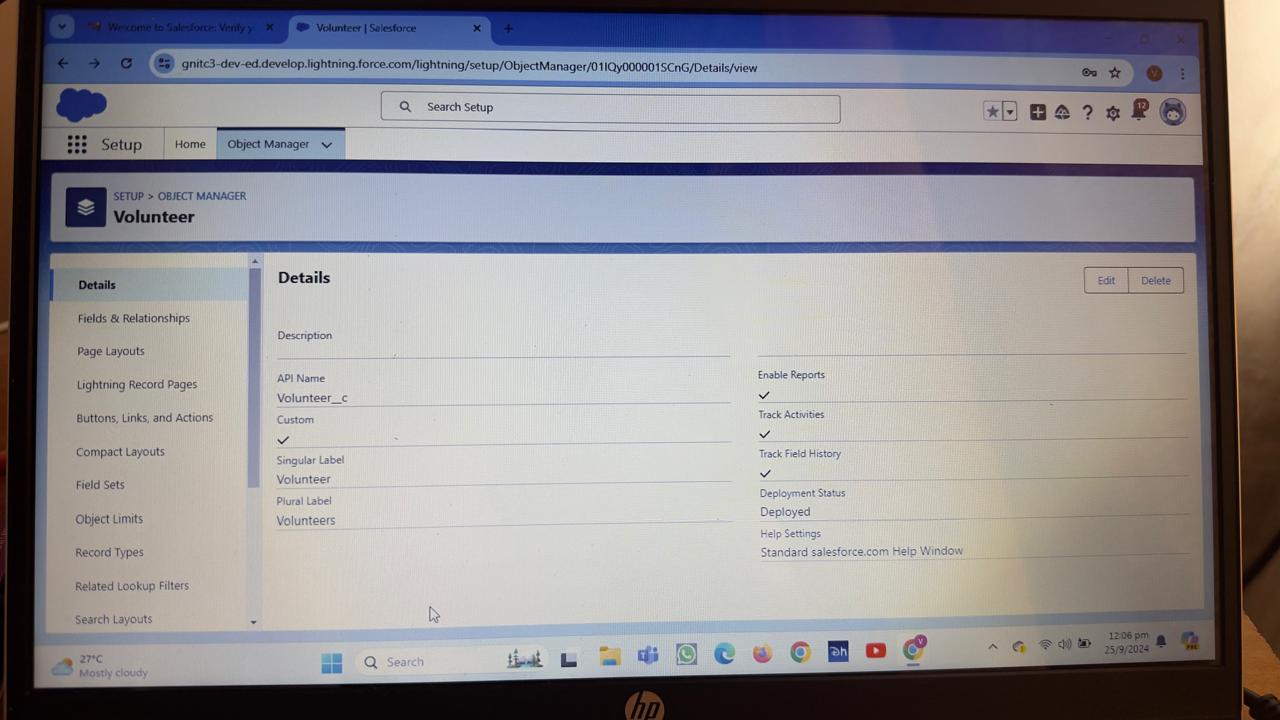 Welcome to Salesforce: Verify y
Volunteer | Salesforce
gnitc3-dev-ed.develop.lightning.force.com/lightning/setup/ObjectManager/01IQy000001SCnG/Details/view
V
Search Setup
12
Setup
Home
Object Manager
SETUP > OBJECT MANAGER
Volunteer
Details
Fields & Relationships
Page Layouts
Lightning Record Pages
Buttons, Links, and Actions
Compact Layouts
Field Sets
Object Limits
Record Types
Related Lookup Filters
Search Layouts
Details
Edit
Delete
Description
API Name
Volunteer__c
Custom
Singular Label
Volunteer
Plural Label
Volunteers
Enable Reports
Track Activities
Track Field History
Deployment Status
Deployed
Help Settings
Standard salesforce.com Help Window
27°C
Mostly cloudy
Search
Dh
V
12:06 pm
25/9/2024
PRE
hp